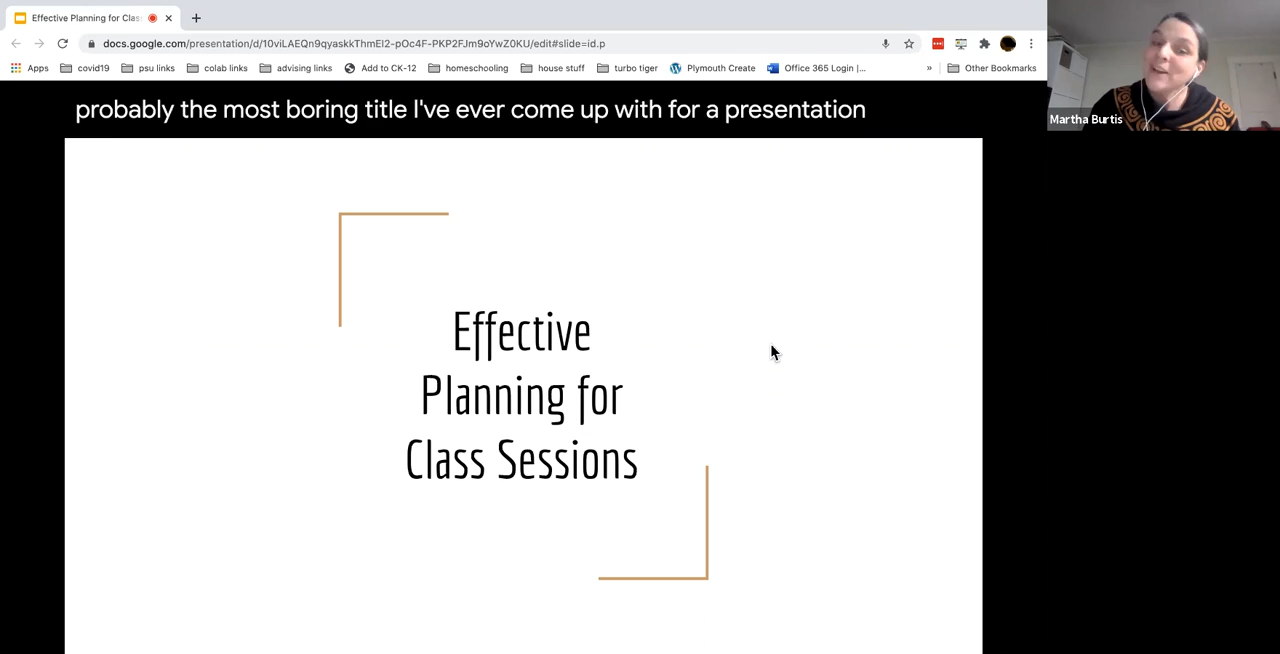 Effective Planning for Clas
docs.google.com/presentation/d/10viLAEQn9qyaskkThmEl2-pOc4F-PKP2FJm9oYwZ0KU/edit#slide=id.p
Apps covid19 psu links colab links advising links Add to CK-12 homeschooling house stuff turbo tiger Plymouth Create Office 365 Login |... » Other Bookmarks
Martha Burtis
probably the most boring title I've ever come up with for a presentation
Effective
Planning for
Class Sessions